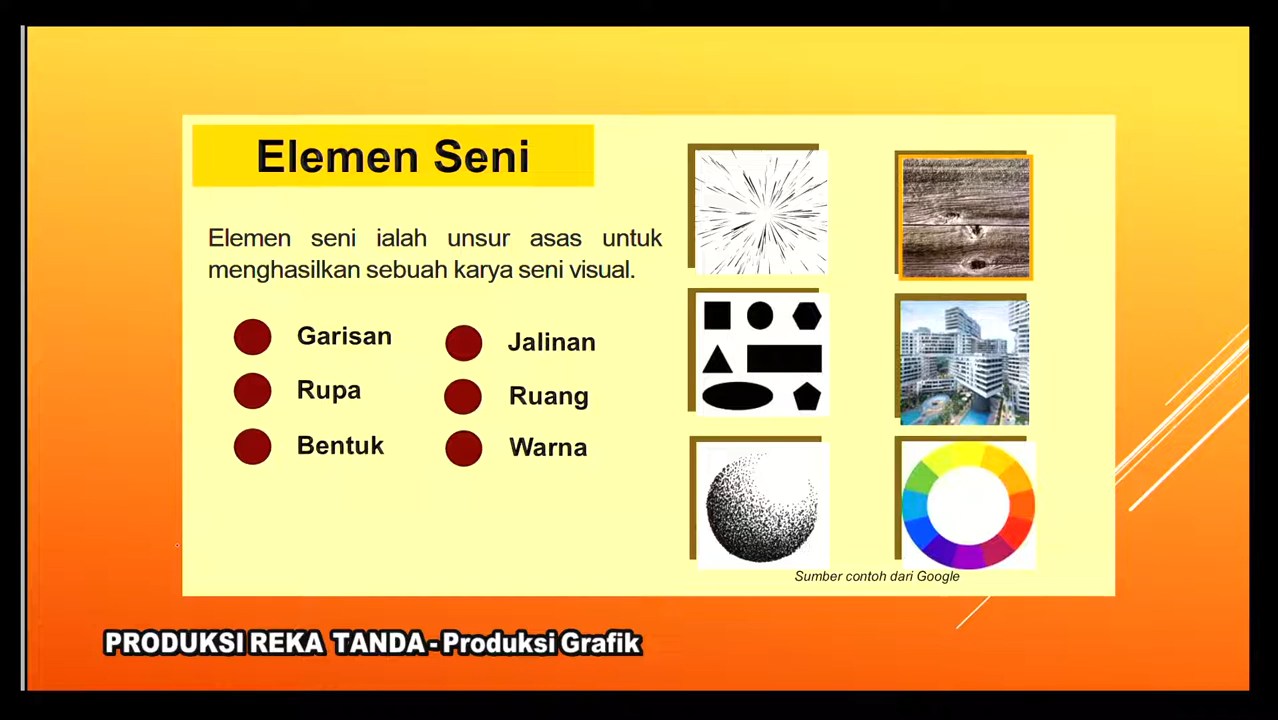 Elemen Seni
Elemen seni ialah unsur asas untuk
menghasilkan sebuah karya seni visual.
Garisan
Rupa
Bentuk
Jalinan
Ruang
Warna
Sumber contoh dari Google
PRODUKSI REKA TANDA - Produksi Grafik